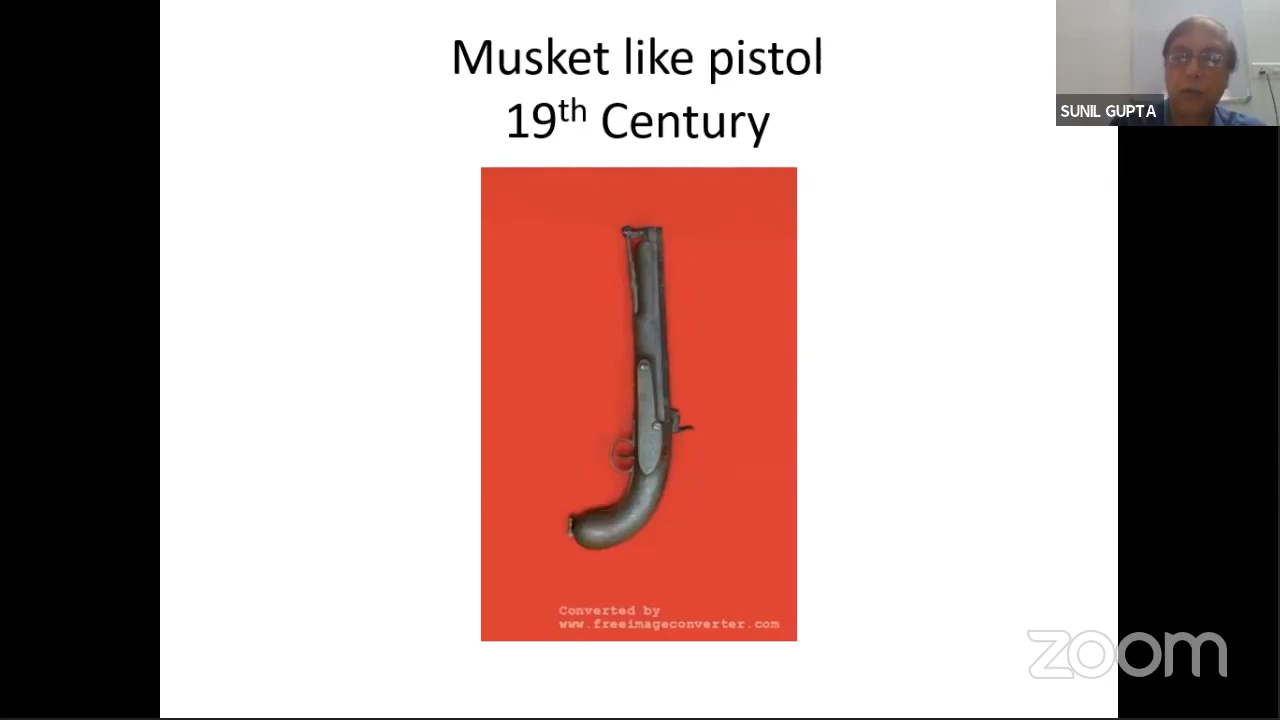 Musket like pistol
19th Century
SUNIL GUPTA
Converted by
www.freeimageconverter.com
zoom